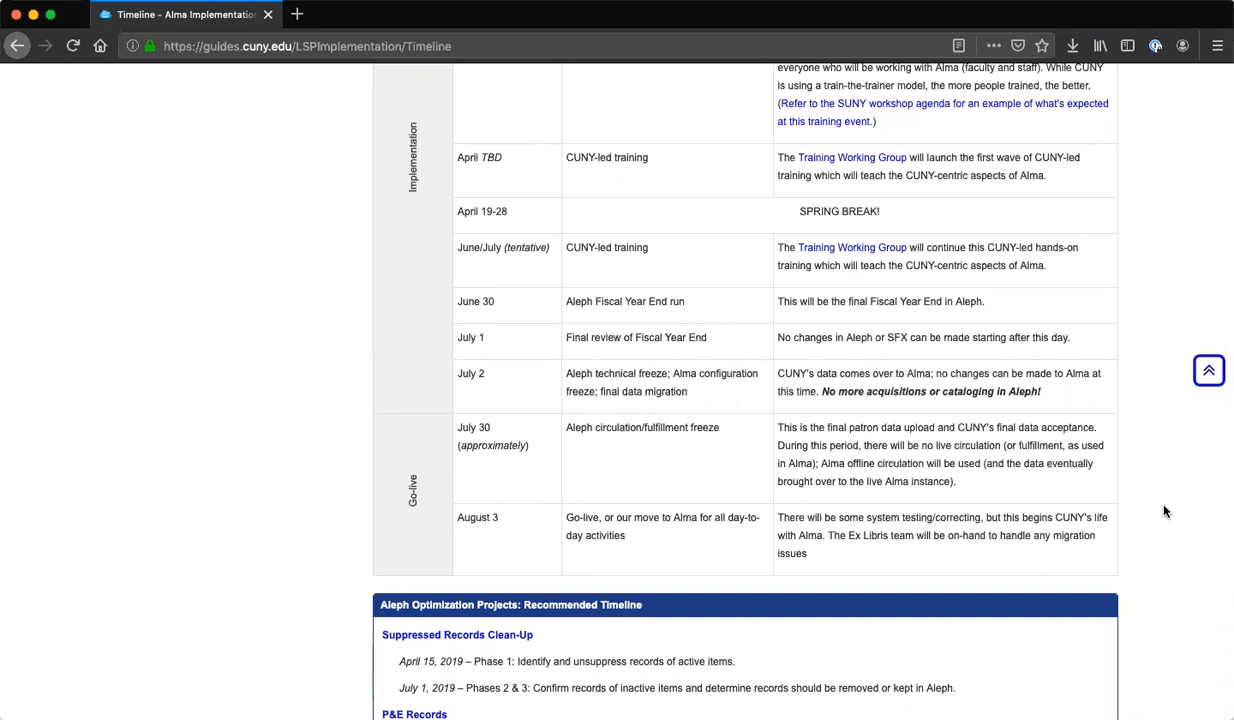 Timeline - Alma Implementatio
https://guides.cuny.edu/LSPImplementation/Timeline
everyone who will be working with Alma (faculty and staff). While CUNY
is using a train-the-trainer model, the more people trained, the better.
(Refer to the SUNY workshop agenda for an example of what's expected
at this training event.)
Implementation
April TBD
CUNY-led training
The Training Working Group will launch the first wave of CUNY-led
training which will teach the CUNY-centric aspects of Alma.
April 19-28
SPRING BREAK!
June/July (tentative)
CUNY-led training
The Training Working Group will continue this CUNY-led hands-on
training which will teach the CUNY-centric aspects of Alma.
June 30
Aleph Fiscal Year End run
This will be the final Fiscal Year End in Aleph.
July 1
Final review of Fiscal Year End
No changes in Aleph or SFX can be made starting after this day.
July 2
Aleph technical freeze; Alma configuration
freeze; final data migration
CUNY's data comes over to Alma; no changes can be made to Alma at
this time. No more acquisitions or cataloging in Aleph!
Go-live
July 30
(approximately)
Aleph circulation/fulfillment freeze
This is the final patron data upload and CUNY's final data acceptance.
During this period, there will be no live circulation (or fulfillment, as used
in Alma); Alma offline circulation will be used (and the data eventually
brought over to the live Alma instance).
August 3
Go-live, or our move to Alma for all day-to-
day activities
There will be some system testing/correcting, but this begins CUNY's life
with Alma. The Ex Libris team will be on-hand to handle any migration
issues
Aleph Optimization Projects: Recommended Timeline
Suppressed Records Clean-Up
April 15, 2019 – Phase 1: Identify and unsuppress records of active items.
July 1, 2019 – Phases 2 & 3: Confirm records of inactive items and determine records should be removed or kept in Aleph.
P&E Records